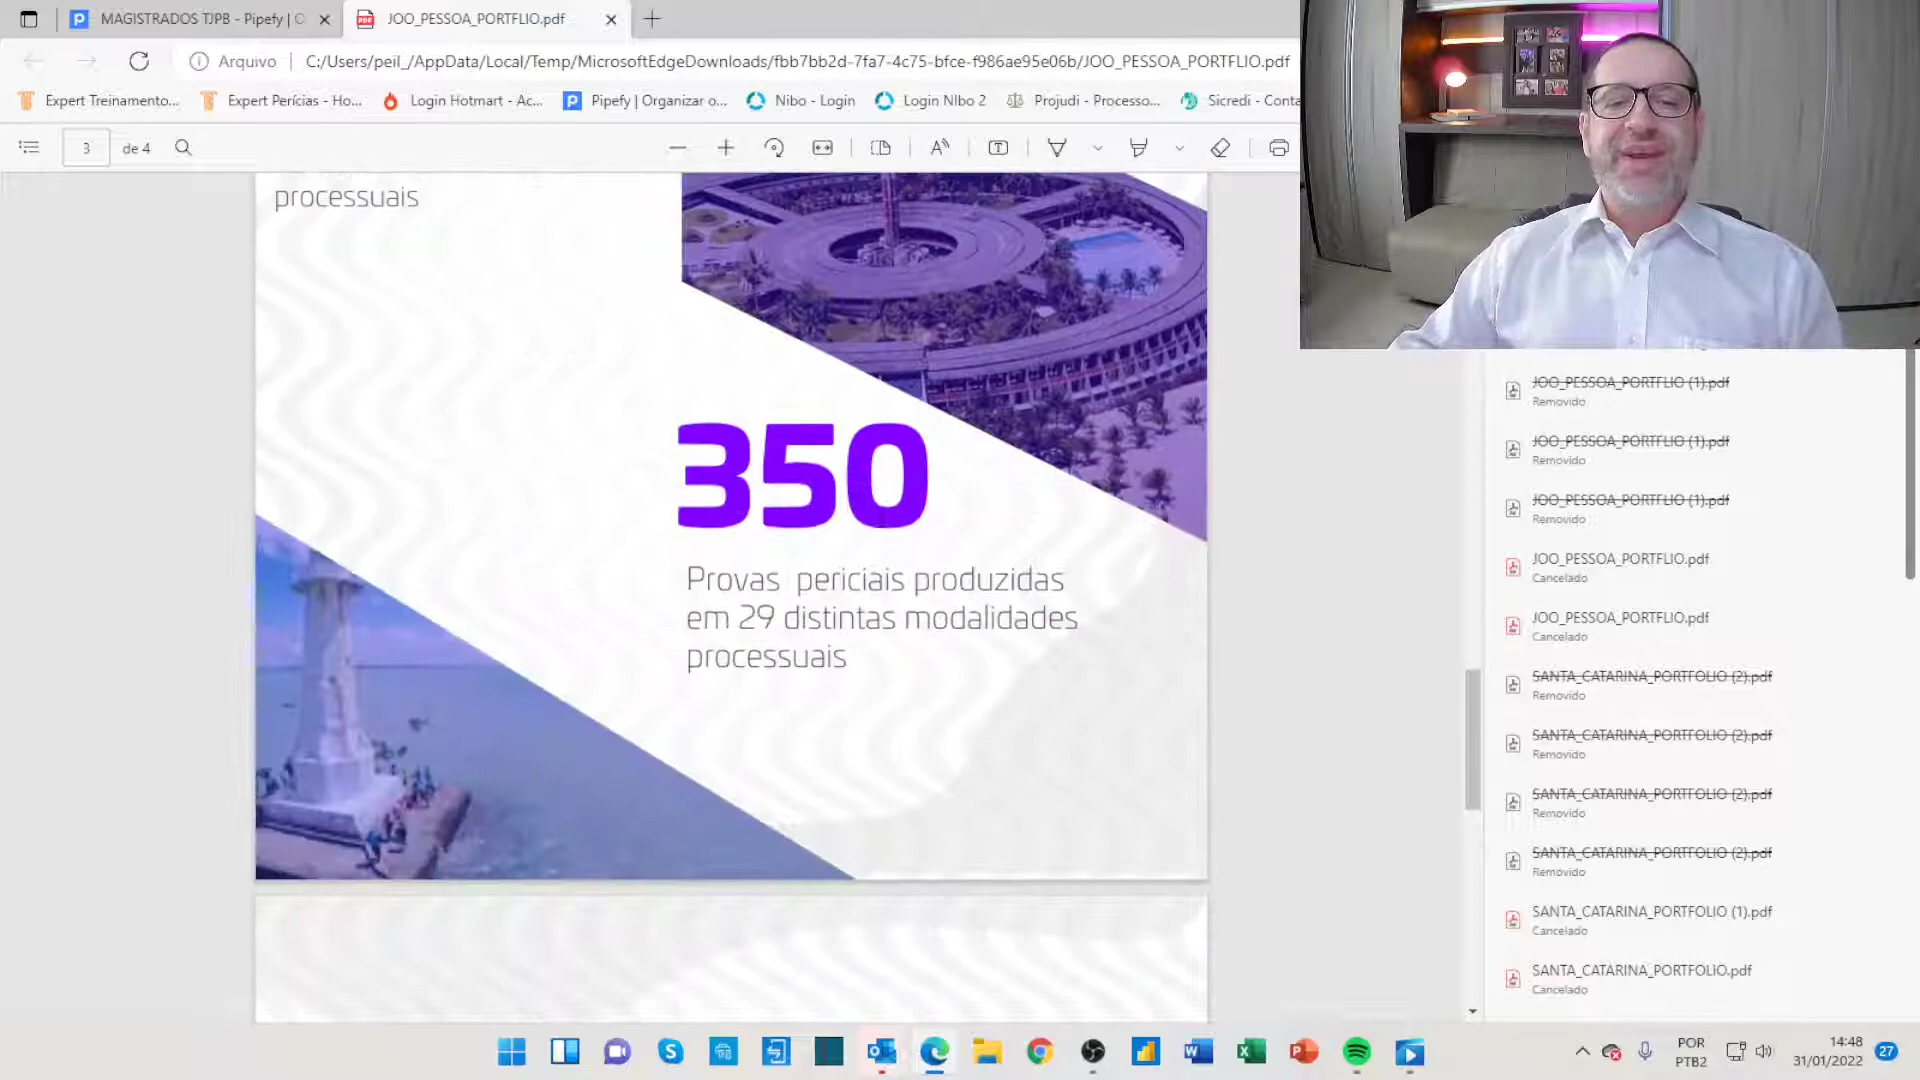 MAGISTRADOS TJPB - Pipefy | O
JOO_PESSOA_PORTFLIO.pdf
Arquivo
C:/Users/peil_/AppData/Local/Temp/MicrosoftEdgeDownloads/fbb7bb2d-7fa7-4c75-bfce-f986ae95e06b/JOO_PESSOA_PORTFLIO.pdf
Expert Treinamento...
Expert Perícias - Ho...
Login Hotmart - Ac...
Pipefy | Organizar o...
Nibo - Login
Login NIbo 2
Projudi - Processo...
Sicredi - Conta
3
de 4
processuais
350
Provas periciais produzidas
em 29 distintas modalidades
processuais
JOO_PESSOA_PORTFLIO (1).pdf
Removido
JOO_PESSOA_PORTFLIO (1).pdf
Removido
JOO_PESSOA_PORTFLIO (1).pdf
Removido
JOO_PESSOA_PORTFLIO.pdf
Cancelado
JOO_PESSOA_PORTFLIO.pdf
Cancelado
SANTA_CATARINA_PORTFOLIO (2).pdf
Removido
SANTA_CATARINA_PORTFOLIO (2).pdf
Removido
SANTA_CATARINA_PORTFOLIO (2).pdf
Removido
SANTA_CATARINA_PORTFOLIO (2).pdf
Removido
SANTA_CATARINA_PORTFOLIO (1).pdf
Cancelado
SANTA_CATARINA_PORTFOLIO.pdf
Cancelado
POR
PTB2
14:48
31/01/2022
27